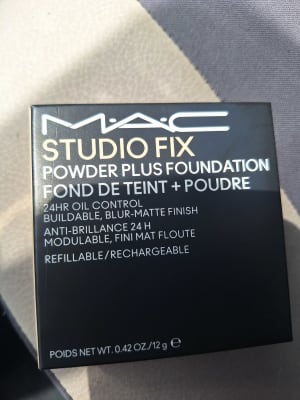 M·A·C
STUDIO FIX
POWDER PLUS FOUNDATION
FOND DE TEINT + POUDRE
24HR OIL CONTROL
BUILDABLE, BLUR-MATTE FINISH
ANTI-BRILLANCE 24 H
MODULABLE, FINI MAT FLOUTE
REFILLABLE/RECHARGEABLE
POIDS NET WT. 0.42 OZ./12 g ℮